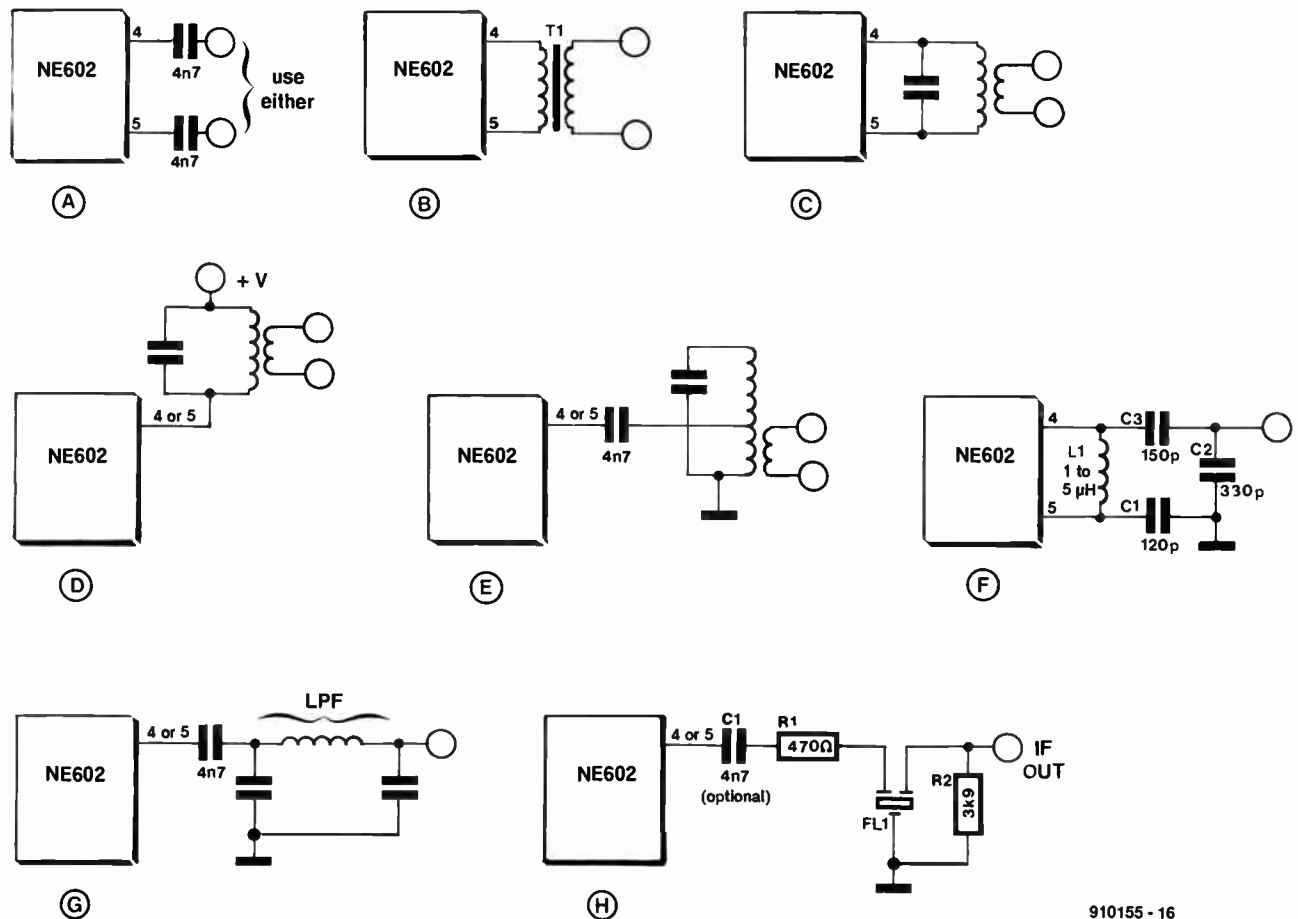 NE602
4
4n7
5
4n7
use
either
A
NE602
4
5
T1
B
NE602
4
5
C
+ V
NE602
4 or 5
D
NE602
4 or 5
4n7
E
NE602
4
5
L1
1 to
5 µH
C3
150p
C2
330p
C1
120p
F
NE602
4 or 5
4n7
LPF
G
NE602
4 or 5
C1
4n7
(optional)
R1
470Ω
FL1
R2
3k9
IF
OUT
H
910155 - 16